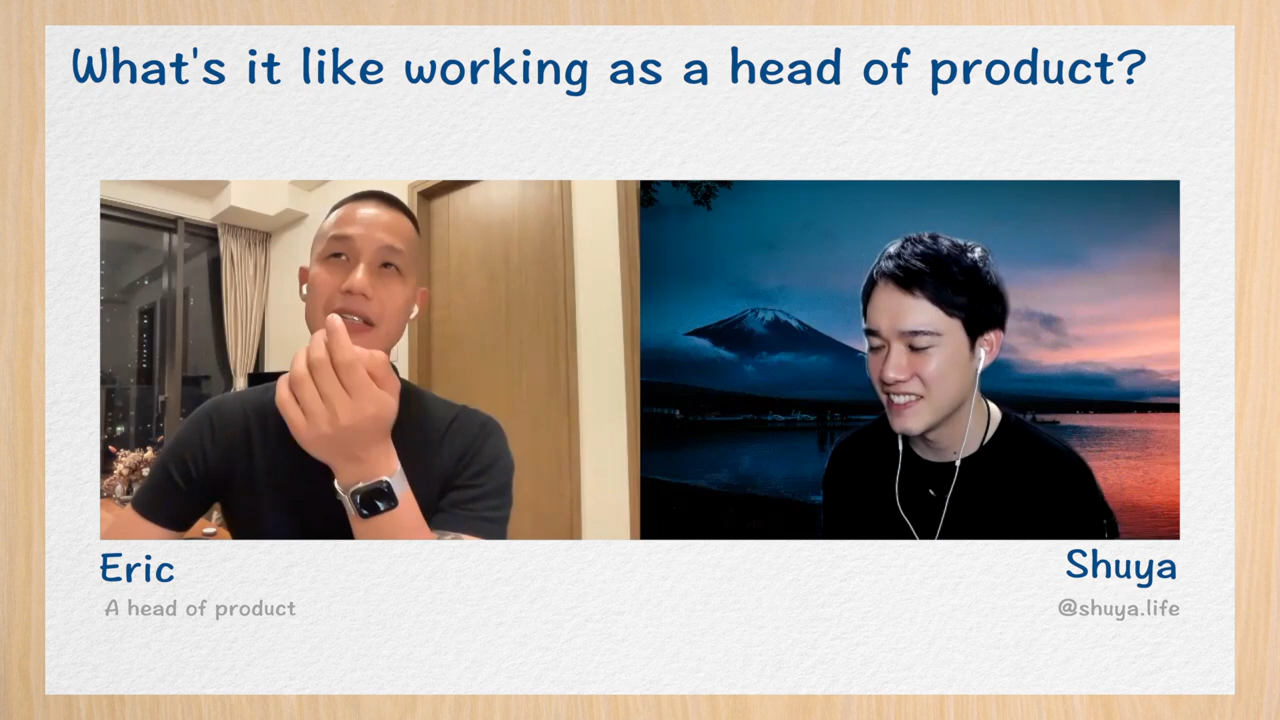 What's it like working as a head of product?
Eric
Shuya
A head of product
@shuya.life